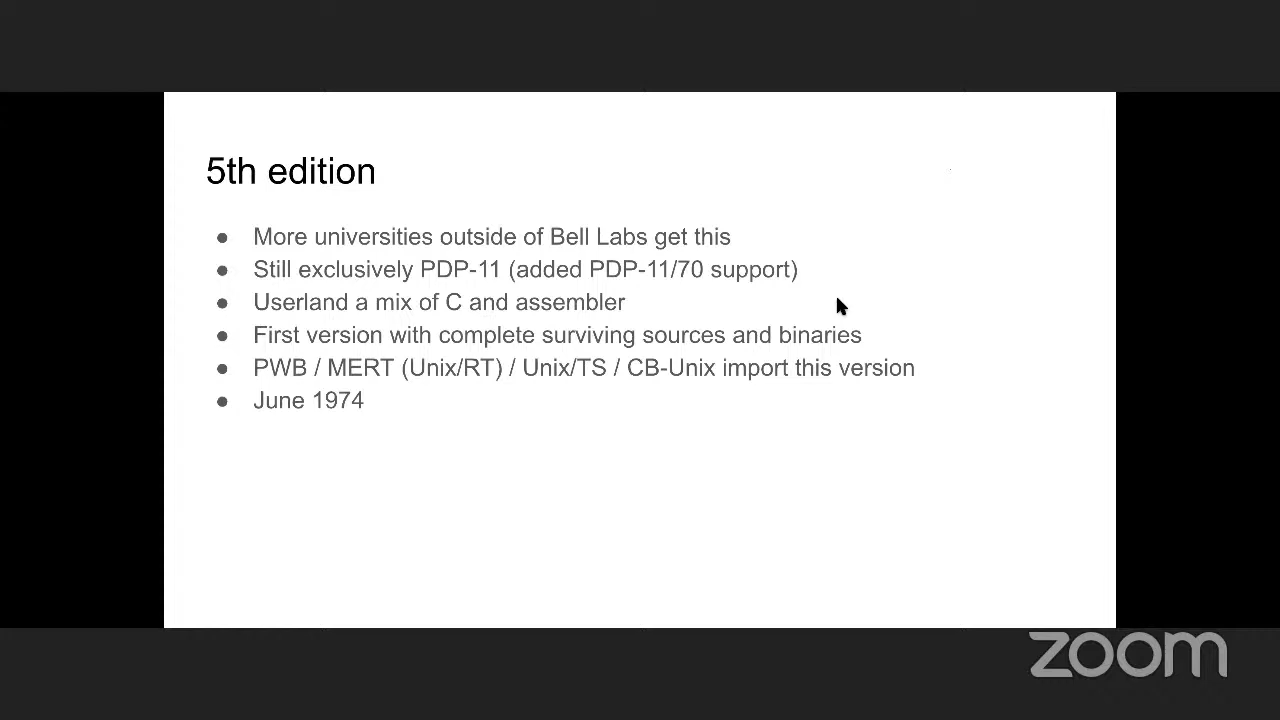 5th edition
● More universities outside of Bell Labs get this
● Still exclusively PDP-11 (added PDP-11/70 support)
● Userland a mix of C and assembler
● First version with complete surviving sources and binaries
● PWB / MERT (Unix/RT) / Unix/TS / CB-Unix import this version
● June 1974
zoom